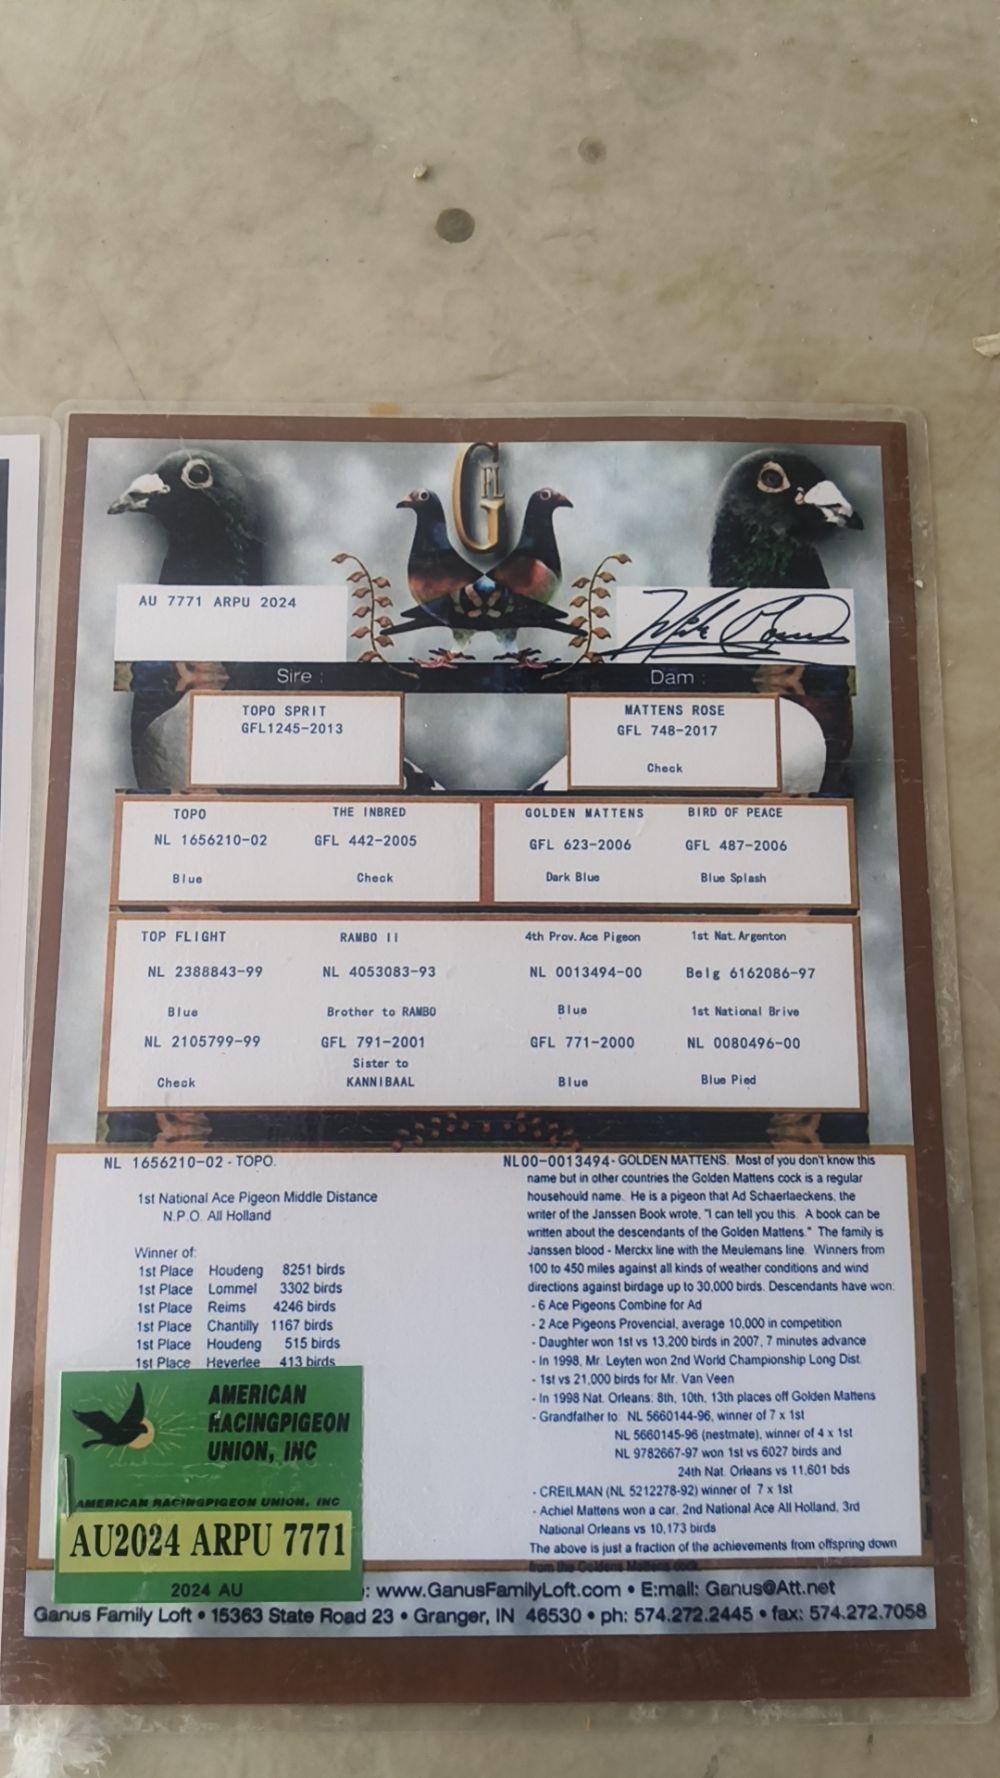 GFL
AU 7771 ARPU 2024
Sire :
Dam :
TOPO SPRIT
GFL1245-2013
MATTENS ROSE
GFL 748-2017
Check
TOPO
NL 1656210-02
Blue
THE INBRED
GFL 442-2005
Check
GOLDEN MATTENS
GFL 623-2006
Dark Blue
BIRD OF PEACE
GFL 487-2006
Blue Splash
TOP FLIGHT
NL 2388843-99
Blue
NL 2105799-99
Check
RAMBO II
NL 4053083-93
Brother to RAMBO
GFL 791-2001
Sister to
KANNIBAAL
4th Prov. Ace Pigeon
NL 0013494-00
Blue
GFL 771-2000
Blue
1st Nat. Argenton
Belg 6162086-97
1st National Brive
NL 0080496-00
Blue Pied
NL 1656210-02 - TOPO.
1st National Ace Pigeon Middle Distance
N.P.O. All Holland
Winner of:
1st Place Houdeng 8251 birds
1st Place Lommel 3302 birds
1st Place Reims 4246 birds
1st Place Chantilly 1167 birds
1st Place Houdeng 515 birds
1st Place Heverlee 413 birds
NL00-0013494- GOLDEN MATTENS. Most of you don't know this
name but in other countries the Golden Mattens cock is a regular
househould name. He is a pigeon that Ad Schaerlaeckens, the
writer of the Janssen Book wrote, "I can tell you this. A book can be
written about the descendants of the Golden Mattens." The family is
Janssen blood - Merckx line with the Meulemans line. Winners from
100 to 450 miles against all kinds of weather conditions and wind
directions against birdage up to 30,000 birds. Descendants have won:
- 6 Ace Pigeons Combine for Ad
- 2 Ace Pigeons Provencial, average 10,000 in competition
- Daughter won 1st vs 13,200 birds in 2007, 7 minutes advance
- In 1998, Mr. Leyten won 2nd World Championship Long Dist.
- 1st vs 21,000 birds for Mr. Van Veen
- In 1998 Nat. Orleans: 8th, 10th, 13th places off Golden Mattens
- Grandfather to: NL 5660144-96, winner of 7 x 1st
NL 5660145-96 (nestmate), winner of 4 x 1st
NL 9782667-97 won 1st vs 6027 birds and
24th Nat. Orleans vs 11,601 bds
- CREILMAN (NL 5212278-92) winner of 7 x 1st
- Achiel Mattens won a car, 2nd National Ace All Holland, 3rd
National Orleans vs 10,173 birds
The above is just a fraction of the achievements from offspring down
from the Goldens Mattens cock.
AMERICAN
RACINGPIGEON
UNION, INC
AMERICAN RACINGPIGEON UNION, INC
AU2024 ARPU 7771
2024 AU
: www.GanusFamilyLoft.com • E:mail: Ganus@Att.net
Ganus Family Loft • 15363 State Road 23 • Granger, IN 46530 • ph: 574.272.2445 • fax: 574.272.7058